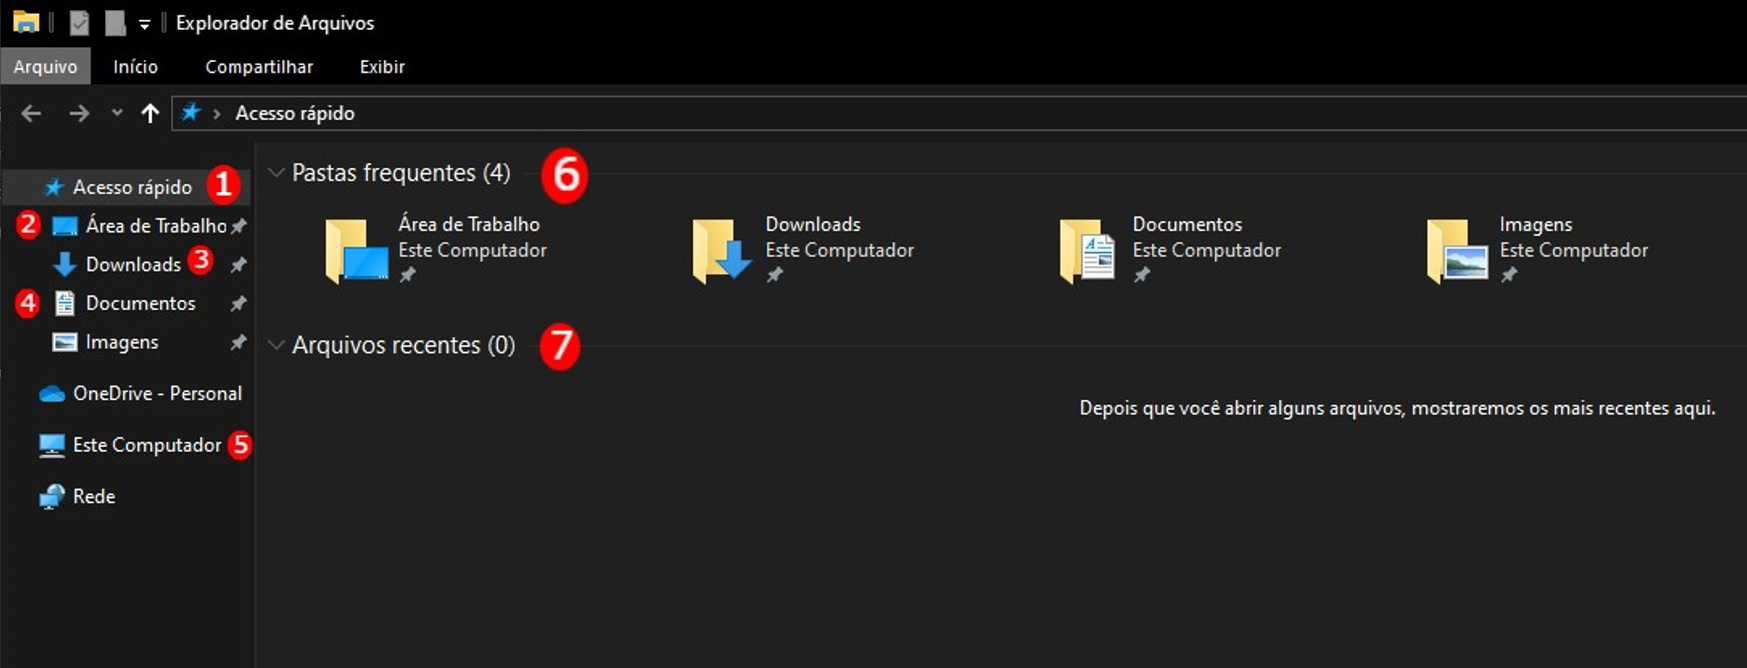 Explorador de Arquivos
Arquivo Início Compartilhar Exibir
Acesso rápido
Acesso rápido 1
2 Área de Trabalho
Downloads 3
4 Documentos
Imagens
OneDrive - Personal
Este Computador 5
Rede
Pastas frequentes (4) 6
Área de Trabalho
Este Computador
Downloads
Este Computador
Documentos
Este Computador
Imagens
Este Computador
Arquivos recentes (0) 7
Depois que você abrir alguns arquivos, mostraremos os mais recentes aqui.